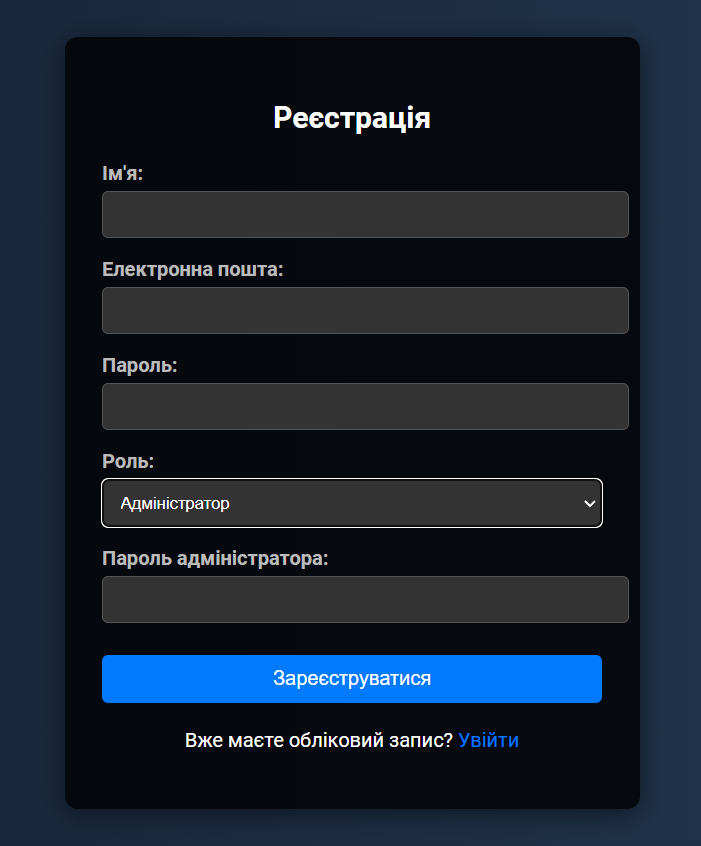 Реєстрація
Ім'я:
Електронна пошта:
Пароль:
Роль:
Адміністратор
Пароль адміністратора:
Зареєструватися
Вже маєте обліковий запис? Увійти